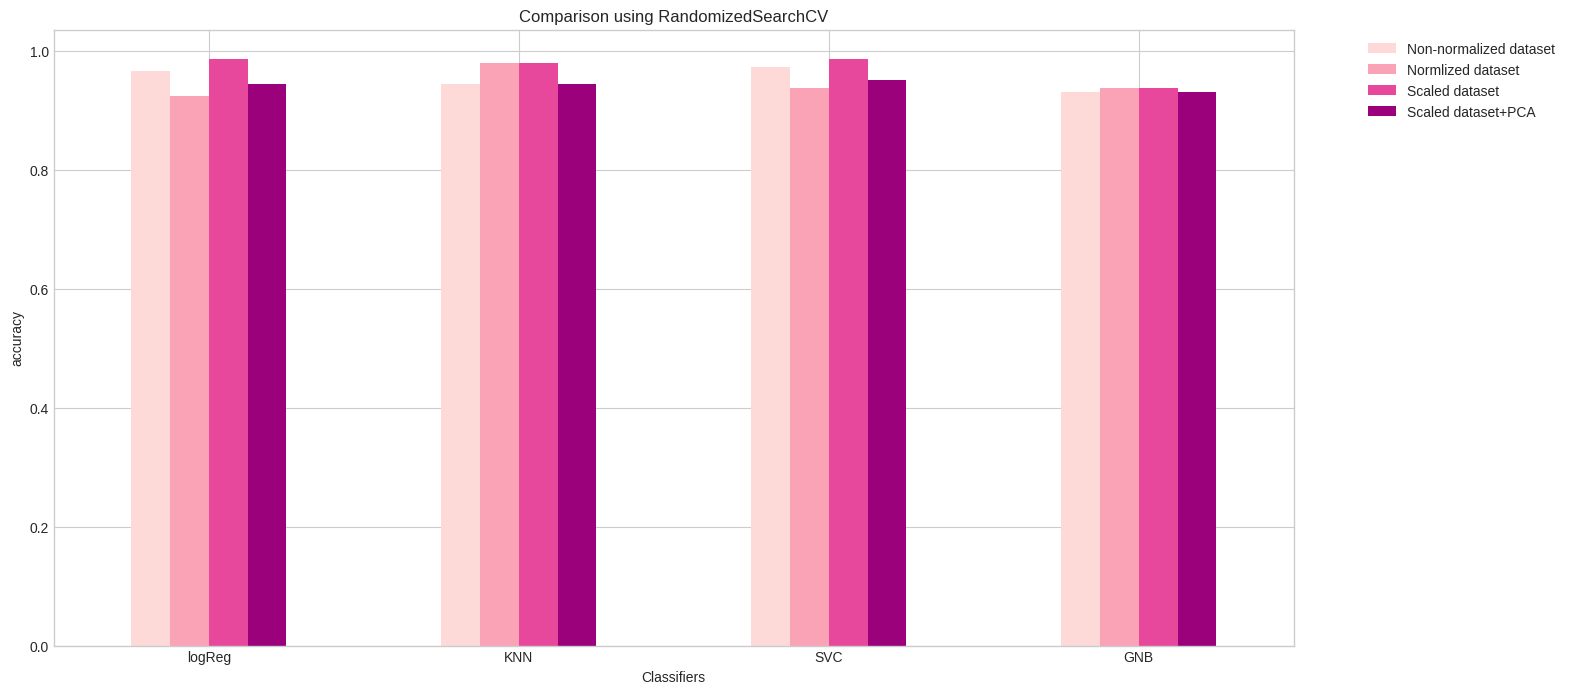 Comparison using RandomizedSearchCV
Non-normalized dataset
Normlized dataset
Scaled dataset
Scaled dataset+PCA
accuracy
1.0
0.8
0.6
0.4
0.2
0.0
logReg KNN SVC GNB
Classifiers